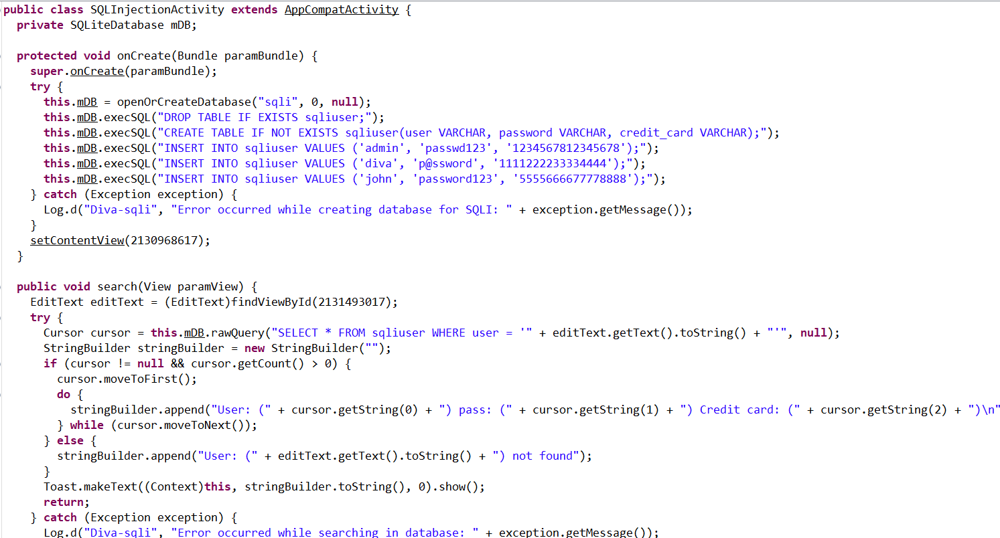 public class SQLInjectionActivity extends AppCompatActivity {
  private SQLiteDatabase mDB;

  protected void onCreate(Bundle paramBundle) {
    super.onCreate(paramBundle);
    try {
      this.mDB = openOrCreateDatabase("sqli", 0, null);
      this.mDB.execSQL("DROP TABLE IF EXISTS sqliuser;");
      this.mDB.execSQL("CREATE TABLE IF NOT EXISTS sqliuser(user VARCHAR, password VARCHAR, credit_card VARCHAR);");
      this.mDB.execSQL("INSERT INTO sqliuser VALUES ('admin', 'passwd123', '1234567812345678');");
      this.mDB.execSQL("INSERT INTO sqliuser VALUES ('diva', 'p@ssword', '1111222233334444');");
      this.mDB.execSQL("INSERT INTO sqliuser VALUES ('john', 'password123', '5555666677778888');");
    } catch (Exception exception) {
      Log.d("Diva-sqli", "Error occurred while creating database for SQLI: " + exception.getMessage());
    }
    setContentView(2130968617);
  }

  public void search(View paramView) {
    EditText editText = (EditText)findViewById(2131493017);
    try {
      Cursor cursor = this.mDB.rawQuery("SELECT * FROM sqliuser WHERE user = '" + editText.getText().toString() + "'", null);
      StringBuilder stringBuilder = new StringBuilder("");
      if (cursor != null && cursor.getCount() > 0) {
        cursor.moveToFirst();
        do {
          stringBuilder.append("User: (" + cursor.getString(0) + ") pass: (" + cursor.getString(1) + ") Credit card: (" + cursor.getString(2) + ")\n"
        } while (cursor.moveToNext());
      } else {
        stringBuilder.append("User: (" + editText.getText().toString() + ") not found");
      }
      Toast.makeText((Context)this, stringBuilder.toString(), 0).show();
      return;
    } catch (Exception exception) {
      Log.d("Diva-sqli", "Error occurred while searching in database: " + exception.getMessage());